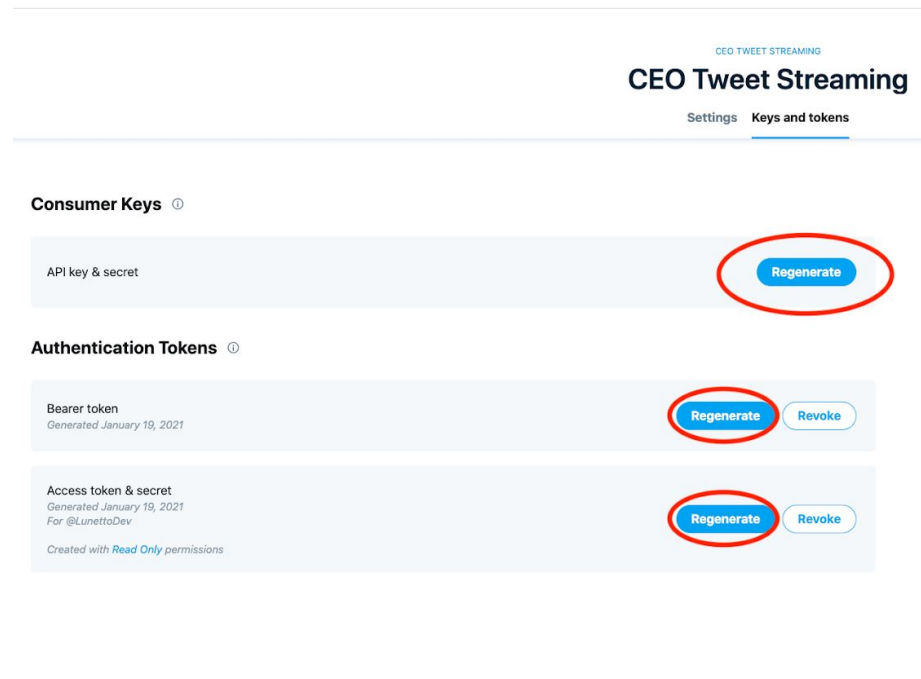 CEO TWEET STREAMING
CEO Tweet Streaming
Settings Keys and tokens
Consumer Keys
API key & secret
Regenerate
Authentication Tokens
Bearer token
Generated January 19, 2021
Regenerate Revoke
Access token & secret
Generated January 19, 2021
For @LunettoDev
Created with Read Only permissions
Regenerate Revoke